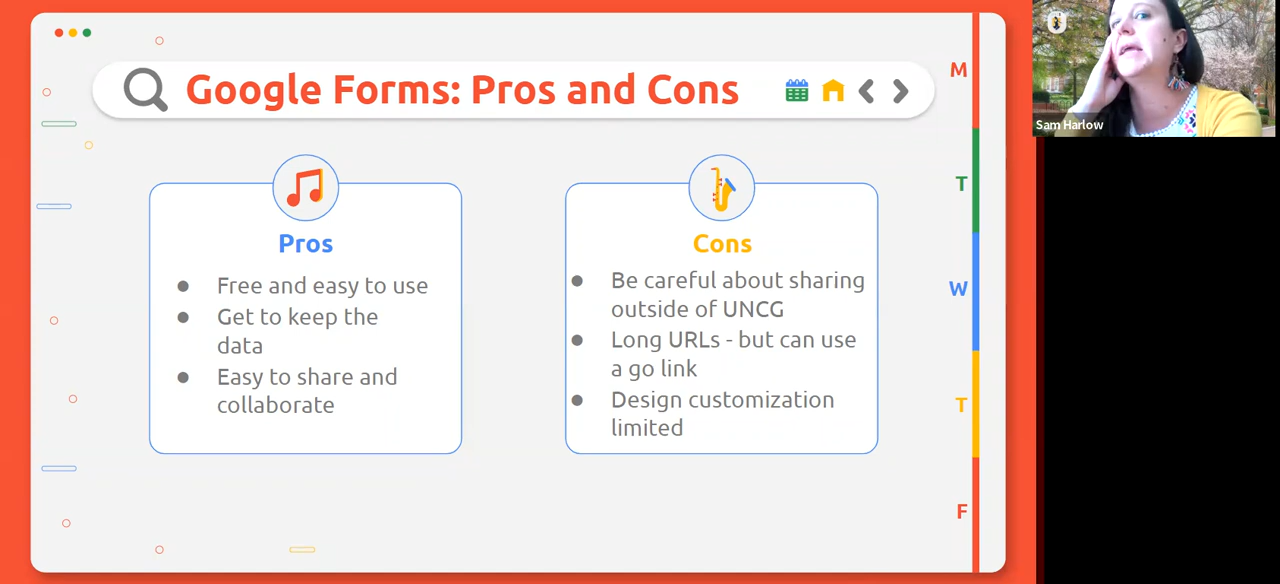 Google Forms: Pros and Cons
Pros
Free and easy to use
Get to keep the
data
Easy to share and
collaborate
Cons
Be careful about sharing
outside of UNCG
Long URLs - but can use
a go link
Design customization
limited
M
T
W
T
F
Sam Harlow